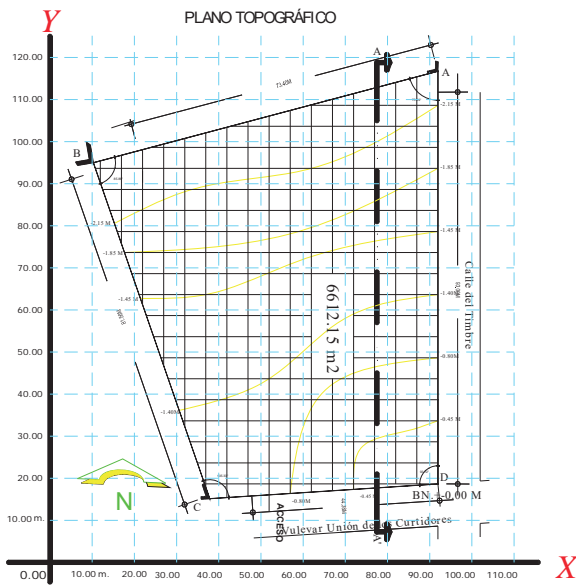 PLANO TOPOGRÁFICO
Y
120.00
110.00
100.00
90.00
80.00
70.00
60.00
50.00
40.00
30.00
20.00
10.00 m.
0.00
10.00 m.
20.00
30.00
40.00
50.00
60.00
70.00
80.00
90.00
100.00
110.00
X
A
A
B
C
D
73.40M
-2.15 M
-1.85 M
-1.45 M
-1.40M
-0.80M
-0.45 M
-2.15 M
-1.85 M
-1.45 M
-1.40M
-0.80M
-0.45 M
6612.15 m2
Calle del Timbre
N
ACCESO
BN +-0.00 M
Vulevar Unión de los Curtidores